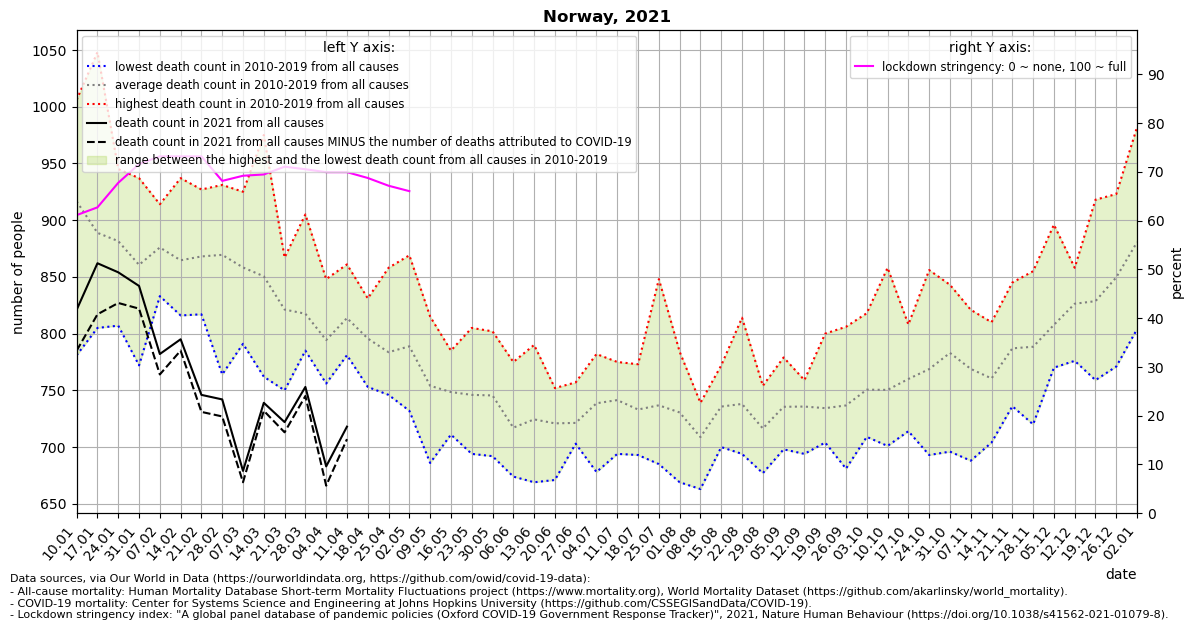 Norway, 2021
left Y axis:
lowest death count in 2010-2019 from all causes
average death count in 2010-2019 from all causes
highest death count in 2010-2019 from all causes
death count in 2021 from all causes
death count in 2021 from all causes MINUS the number of deaths attributed to COVID-19
range between the highest and the lowest death count from all causes in 2010-2019
right Y axis:
lockdown stringency: 0 ~ none, 100 ~ full
number of people
1050
1000
950
900
850
800
750
700
650
percent
90
80
70
60
50
40
30
20
10
0
10.01 17.01 24.01 31.01 07.02 14.02 21.02 28.02 07.03 14.03 21.03 28.03 04.04 11.04 18.04 25.04 02.05 09.05 16.05 23.05 30.05 06.06 13.06 20.06 27.06 04.07 11.07 18.07 25.07 01.08 08.08 15.08 22.08 29.08 05.09 12.09 19.09 26.09 03.10 10.10 17.10 24.10 31.10 07.11 14.11 21.11 28.11 05.12 12.12 19.12 26.12 02.01
date
Data sources, via Our World in Data (https://ourworldindata.org, https://github.com/owid/covid-19-data):
- All-cause mortality: Human Mortality Database Short-term Mortality Fluctuations project (https://www.mortality.org), World Mortality Dataset (https://github.com/akarlinsky/world_mortality).
- COVID-19 mortality: Center for Systems Science and Engineering at Johns Hopkins University (https://github.com/CSSEGISandData/COVID-19).
- Lockdown stringency index: "A global panel database of pandemic policies (Oxford COVID-19 Government Response Tracker)", 2021, Nature Human Behaviour (https://doi.org/10.1038/s41562-021-01079-8).